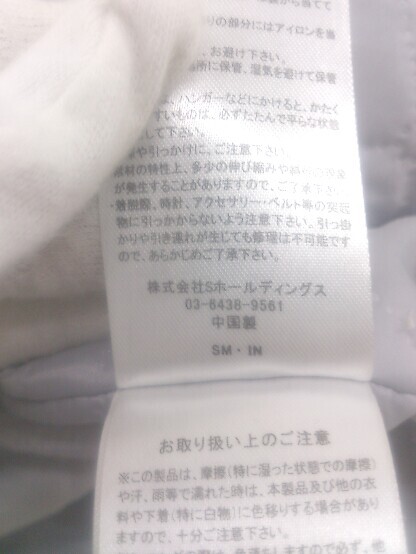 の部分にはアイロンを当
、お避け下さい。
場所に保管、湿気を避けて保管
ハンガーなどにかけると、かたく
すいものは、必ずたたんで平らな状態
して下さい。
や引っかけに、ご注意下さい
素材の特性上、多少の伸び縮みや
が発生することがありますので、ご了承下さい
・着用際、時計、アクセサリー・ベルト等の突起
物に引っかからないよう注意下さい。引っ掛
かりや引き連れが生じても修理は不可能です
ので、あらかじめご了承下さい。
株式会社Sホールディングス
03-6438-9561
中国製
SM・IN
お取り扱い上のご注意
※この製品は、摩擦(特に湿った状態での摩擦)
や汗、雨等で濡れた時は、本製品及び他の衣
料や下着(特に白物)に色移りする場合があり
ますので、十分ご注意下さい。